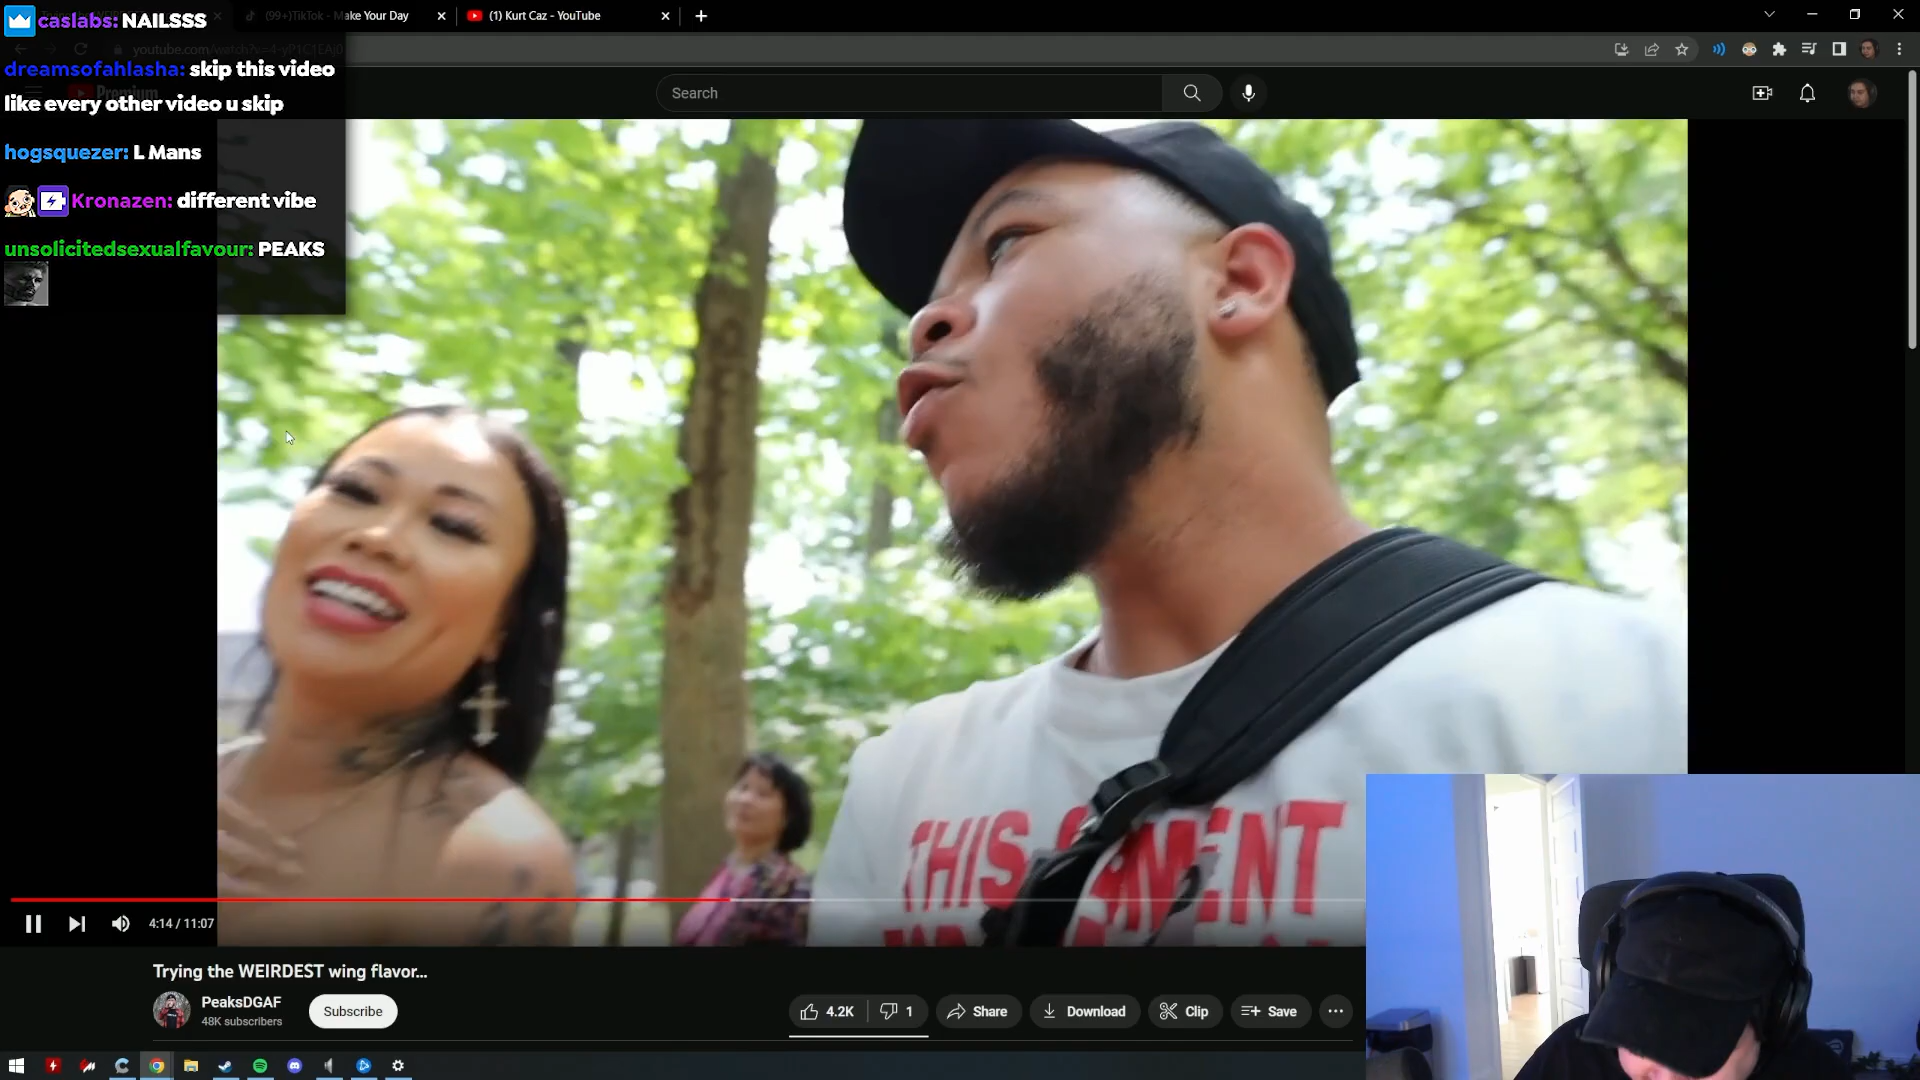 caslabs: NAILSSS
dreamsofahlasha: skip this video
like every other video u skip
hogsquezer: L Mans
Kronazen: different vibe
unsolicitedsexualfavour: PEAKS
(99+) TikTok - Make Your Day
(1) Kurt Caz - YouTube
Premium
Search
THIS
4:14 / 11:07
Trying the WEIRDEST wing flavor...
PeaksDGAF
48K subscribers
Subscribe
4.2K
1
Share
Download
Clip
Save